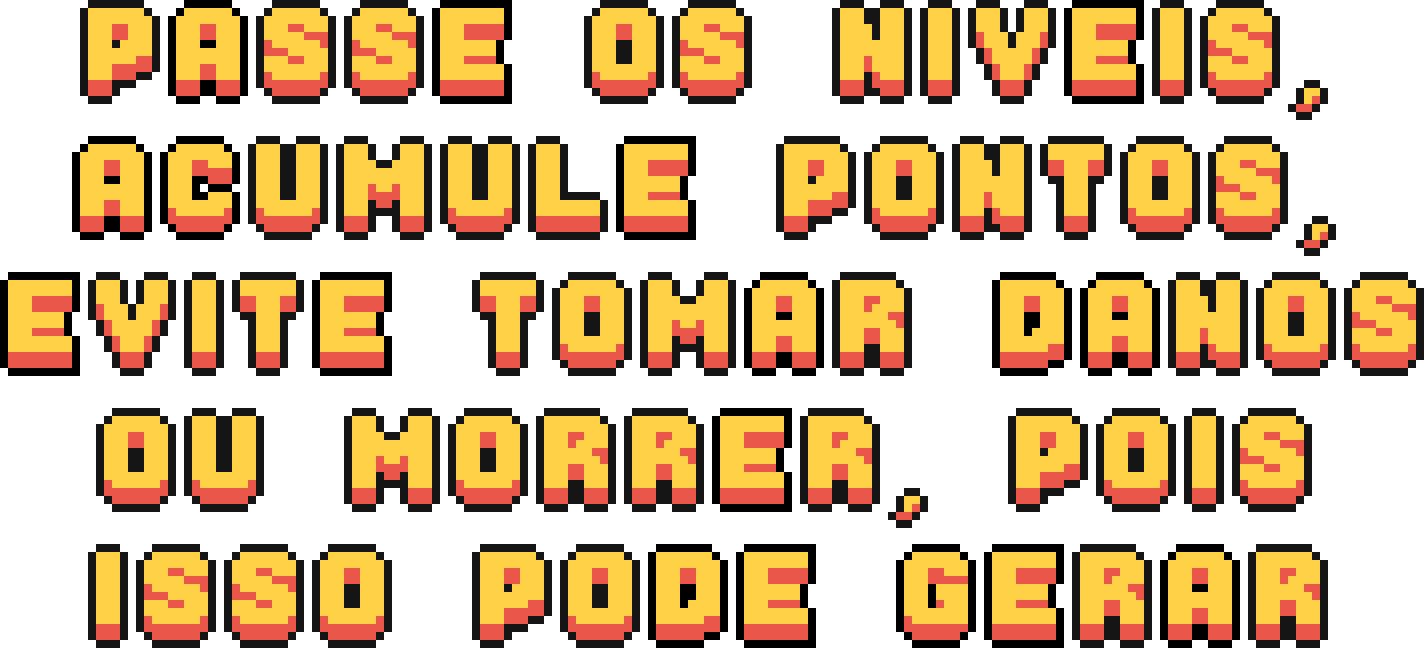 PASSE OS NIVEIS,
ACUMULE PONTOS,
EVITE TOMAR DANOS
OU MORRER, POIS
ISSO PODE GERAR